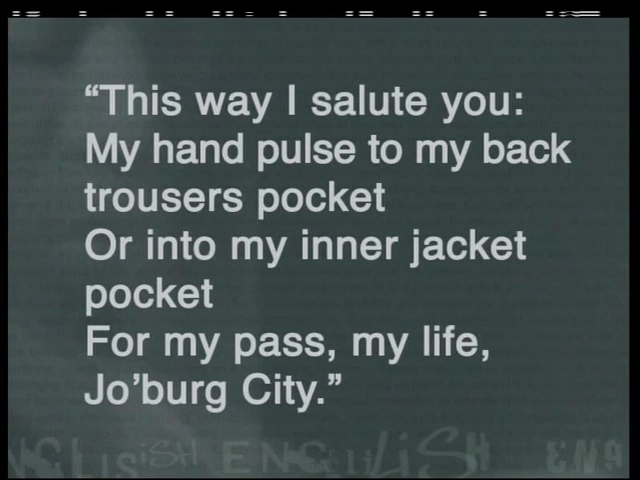 “This way I salute you:
My hand pulse to my back
trousers pocket
Or into my inner jacket
pocket
For my pass, my life,
Jo’burg City.”
ENGLISH